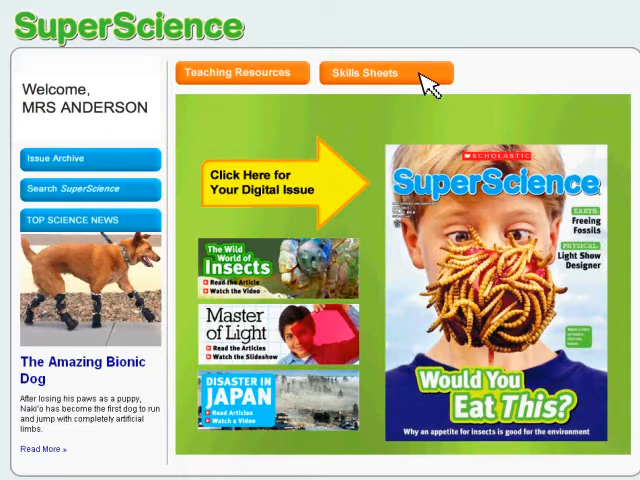 SuperScience
Welcome,
MRS ANDERSON
Issue Archive
Search SuperScience
TOP SCIENCE NEWS
The Amazing Bionic
Dog
After losing his paws as a puppy,
Naki'o has become the first dog to run
and jump with completely artificial
limbs.
Read More »
Teaching Resources
Skills Sheets
Click Here for
Your Digital Issue
The Wild
World of
Insects
Read the Article
Watch the Video
Master
of Light
Read the Articles
Watch the Slideshow
DISASTER IN
JAPAN
Read Articles
Watch a Video
SCHOLASTIC
SuperScience
EARTH:
Freeing
Fossils
PHYSICAL:
Light Show
Designer
Would You
Eat This?
Why an appetite for insects is good for the environment